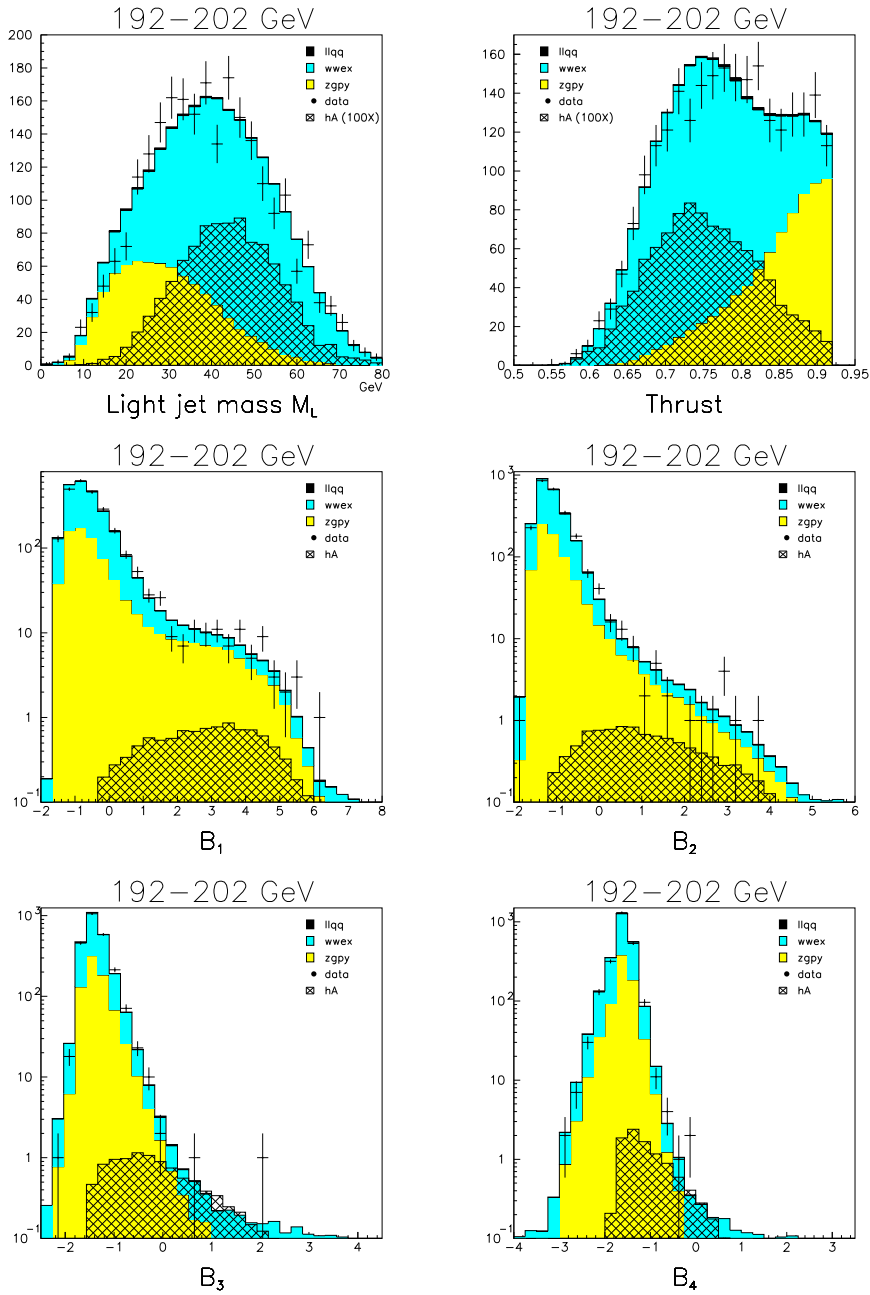 192−202 GeV
200
180
160
140
120
100
80
60
40
20
0
llqq
wwex
zgpy
data
hA (100X)
0 10 20 30 40 50 60 70 80
GeV
Light jet mass M_L
192−202 GeV
160
140
120
100
80
60
40
20
0
llqq
wwex
zgpy
data
hA (100X)
0.5 0.55 0.6 0.65 0.7 0.75 0.8 0.85 0.9 0.95
Thrust
192−202 GeV
10^2
10
1
10^-1
llqq
wwex
zgpy
data
hA
−2 −1 0 1 2 3 4 5 6 7 8
B_1
192−202 GeV
10^3
10^2
10
1
10^-1
llqq
wwex
zgpy
data
hA
−2 −1 0 1 2 3 4 5 6
B_2
192−202 GeV
10^3
10^2
10
1
10^-1
llqq
wwex
zgpy
data
hA
−2 −1 0 1 2 3 4
B_3
192−202 GeV
10^3
10^2
10
1
10^-1
llqq
wwex
zgpy
data
hA
−4 −3 −2 −1 0 1 2 3
B_4